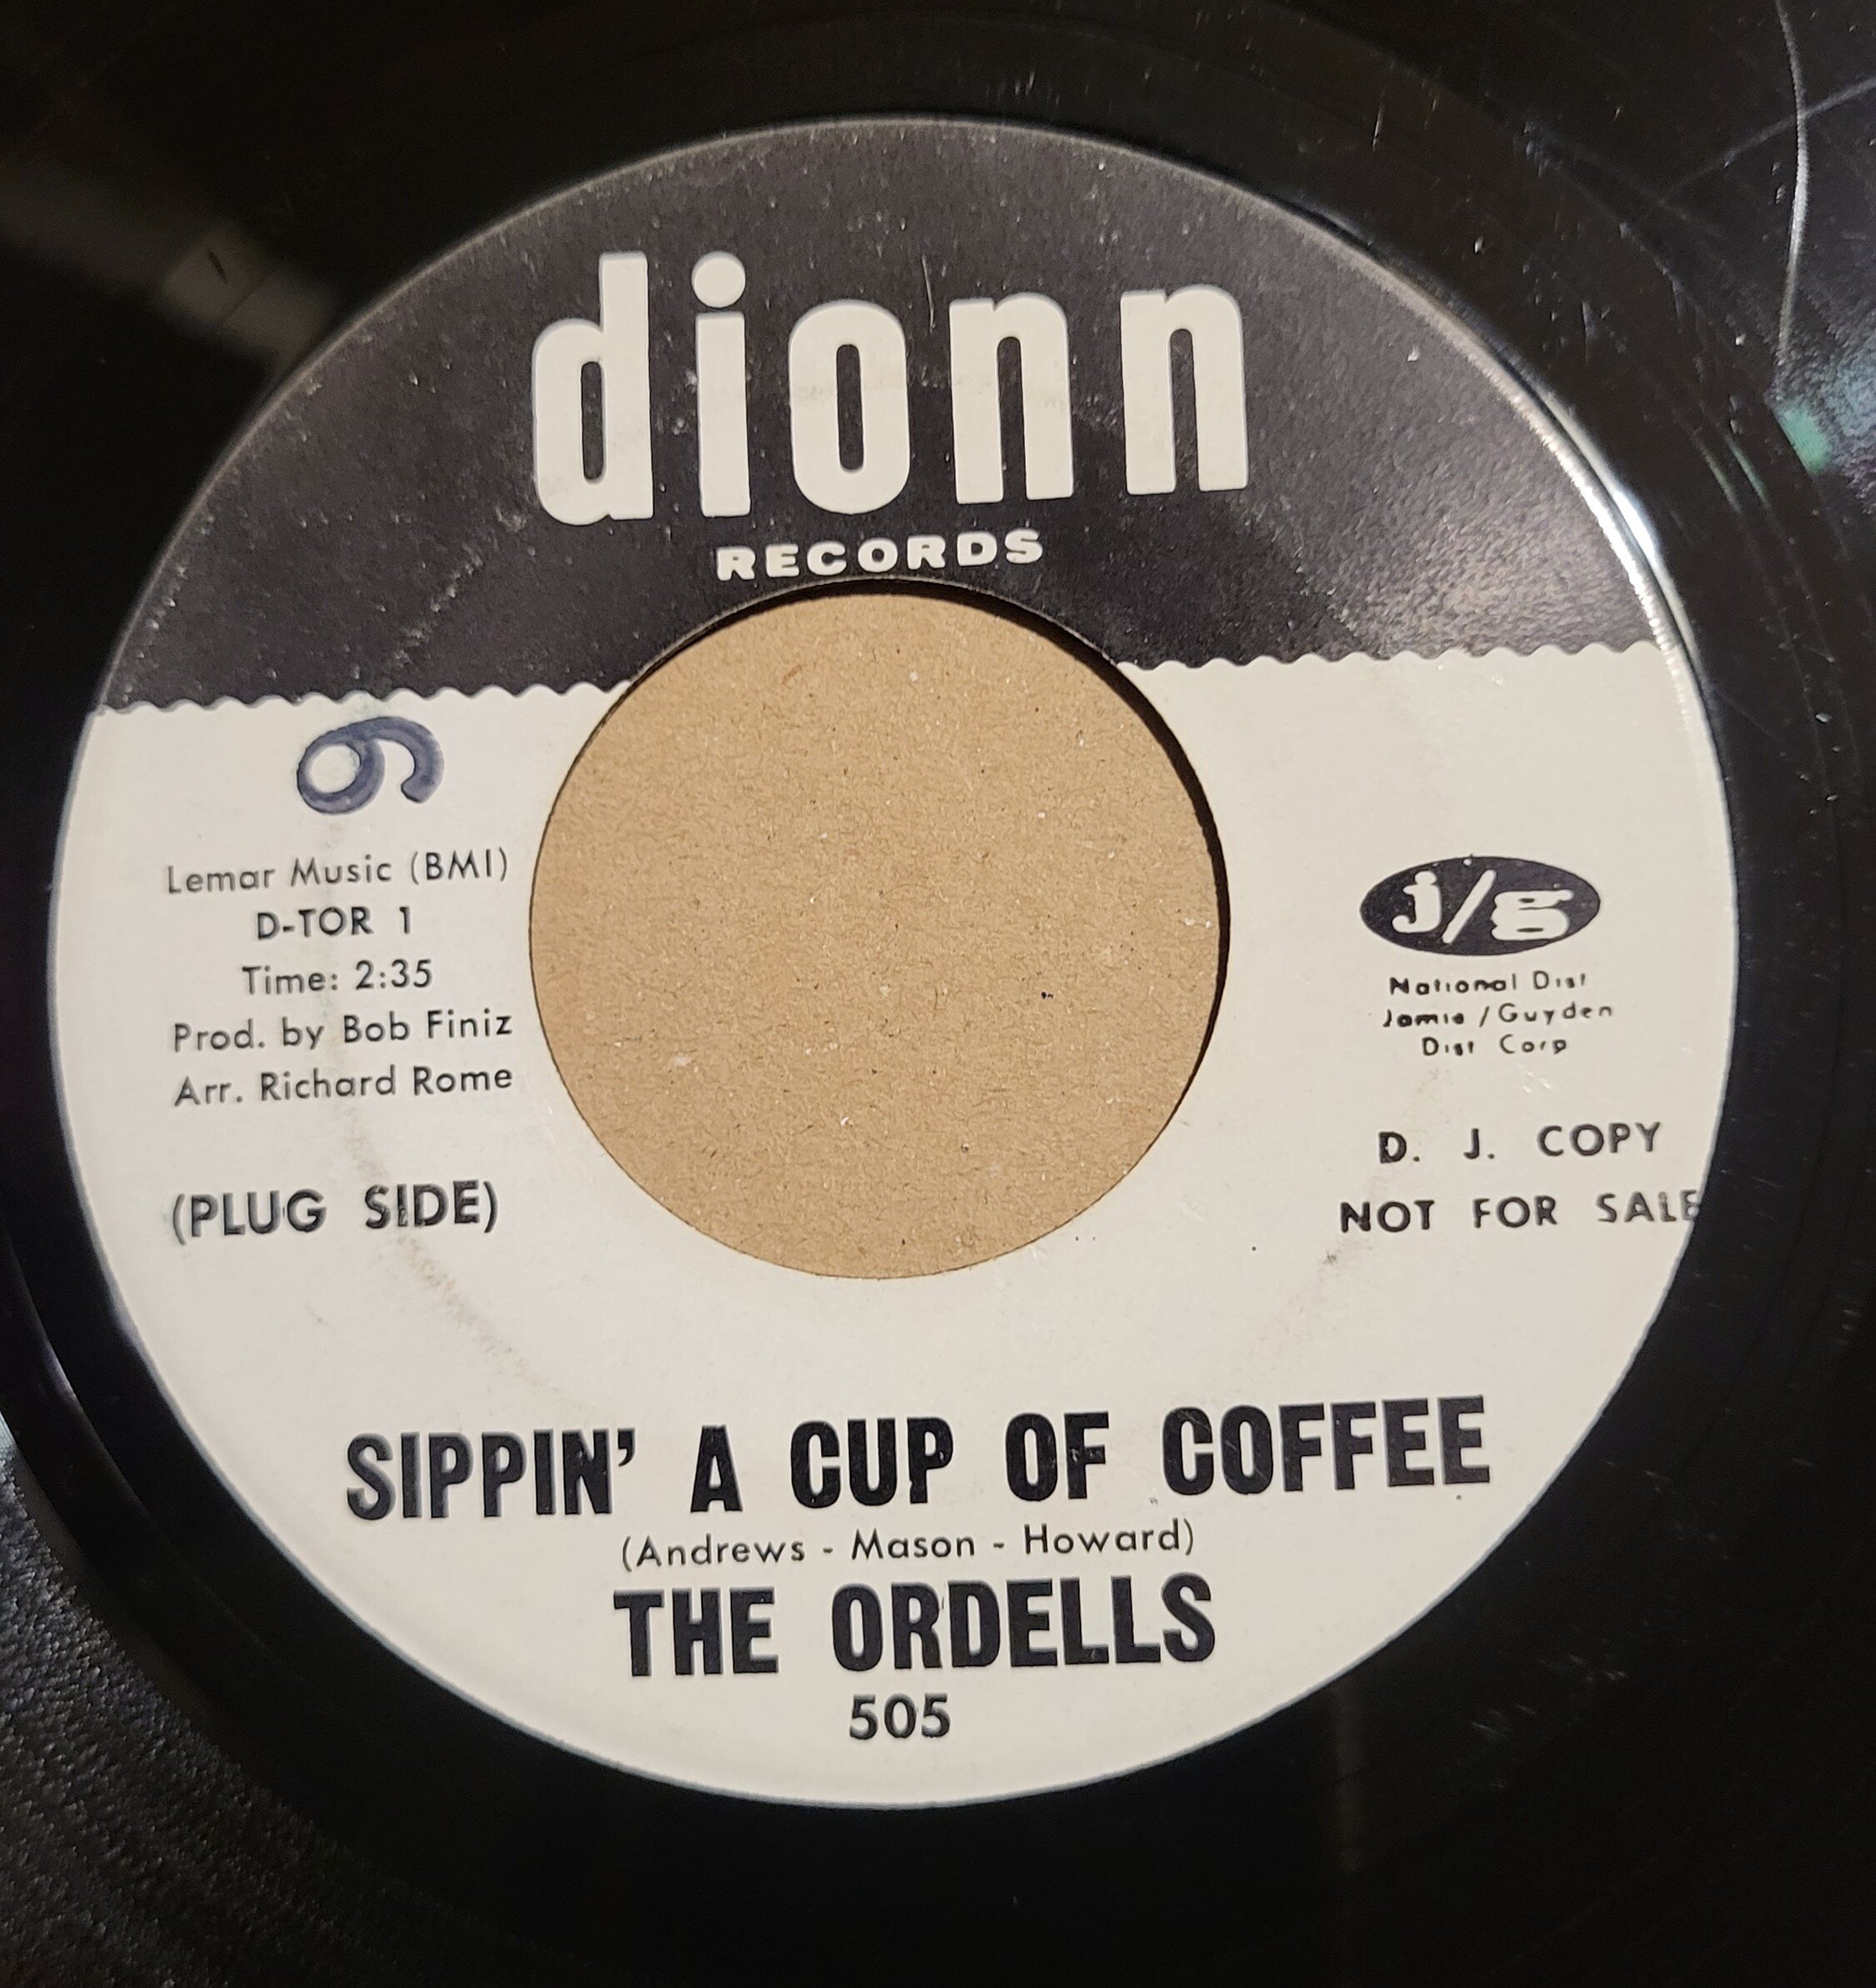 dionn
RECORDS
9
Lemar Music (BMI)
D-TOR 1
Time: 2:35
Prod. by Bob Finiz
Arr. Richard Rome
(PLUG SIDE)
j/g
National Dist
Jamie / Guyden
Dist Corp
D. J. COPY
NOT FOR SALE
SIPPIN' A CUP OF COFFEE
(Andrews - Mason - Howard)
THE ORDELLS
505